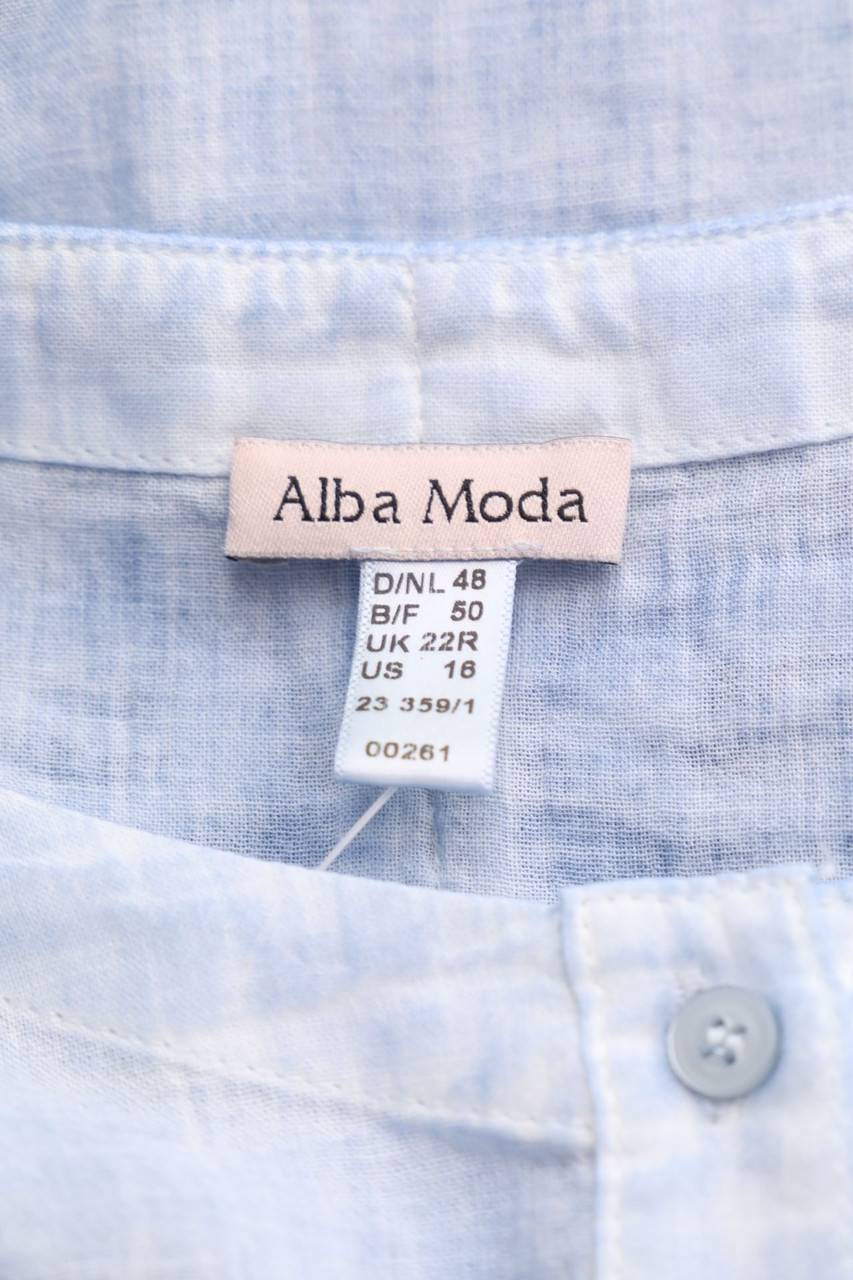 Alba Moda
D/NL 48
B/F 50
UK 22R
US 16
23 359/1
00261